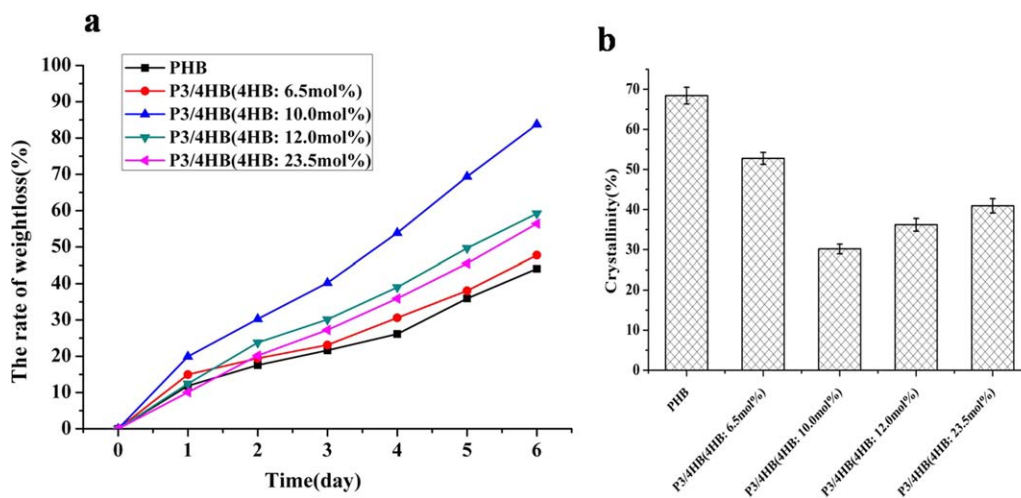 a
The rate of weightloss(%)
100
90
80
70
60
50
40
30
20
10
0
PHB
P3/4HB(4HB: 6.5mol%)
P3/4HB(4HB: 10.0mol%)
P3/4HB(4HB: 12.0mol%)
P3/4HB(4HB: 23.5mol%)
0 1 2 3 4 5 6
Time(day)
b
Crystallinity(%)
70
60
50
40
30
20
10
0
PHB
P3/4HB(4HB: 6.5mol%)
P3/4HB(4HB: 10.0mol%)
P3/4HB(4HB: 12.0mol%)
P3/4HB(4HB: 23.5mol%)